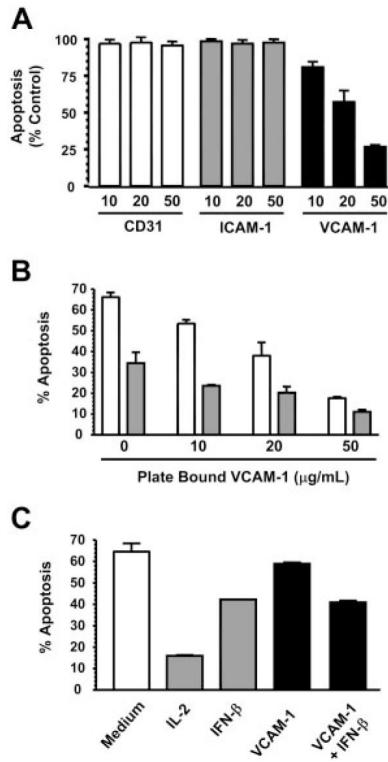 A
Apoptosis
(% Control)
100
75
50
25
0
10 20 50 10 20 50 10 20 50
CD31 ICAM-1 VCAM-1
B
% Apoptosis
70
60
50
40
30
20
10
0
0 10 20 50
Plate Bound VCAM-1 (μg/mL)
C
% Apoptosis
70
60
50
40
30
20
10
0
Medium
IL-2
IFN-β
VCAM-1
VCAM-1
+ IFN-β